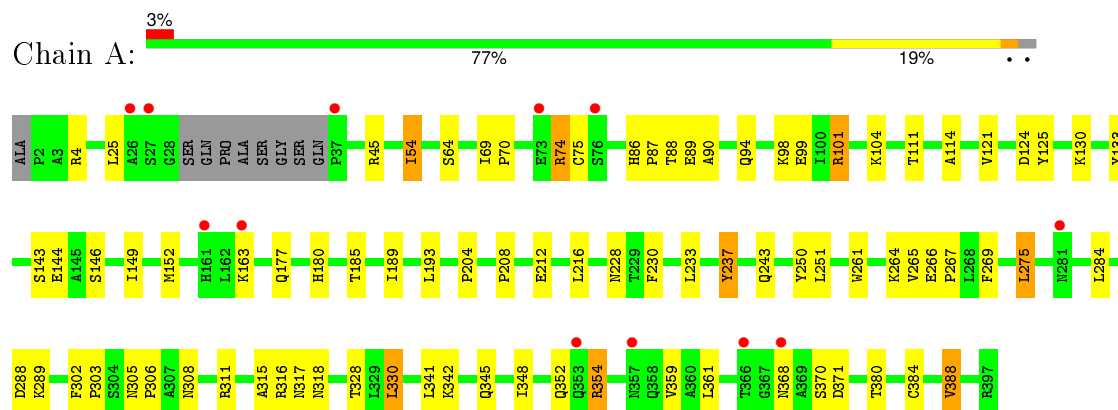 3%
Chain A:
77% 19% • •
ALA P2 A3 R4 L25 A26 S27 G28 SER GLN PRO ALA SER GLY SER GLN P37 R45 I54 S64 I69 P70 E73 R74 C75 S76 H86 P87 T88 E89 A90 Q94 K98 E99 I100 R101 K104 T111 A114 V121 D124 Y125 K130 Y133
S143 E144 A145 S146 I149 M152 H161 L162 K163 Q177 H180 T185 I189 L193 P204 P208 E212 L216 N228 T229 F230 L233 Y237 Q243 Y250 L251 W261 K264 V265 E266 P267 L268 F269 L275 N281 L284
D288 K289 F302 P303 S304 N305 P306 A307 N308 R311 A315 R316 N317 N318 T328 L329 L330 L341 K342 Q345 I348 Q352 Q353 R354 N357 Q358 V359 A360 L361 T366 G367 N368 A369 S370 D371 T380 C384 V388 R397